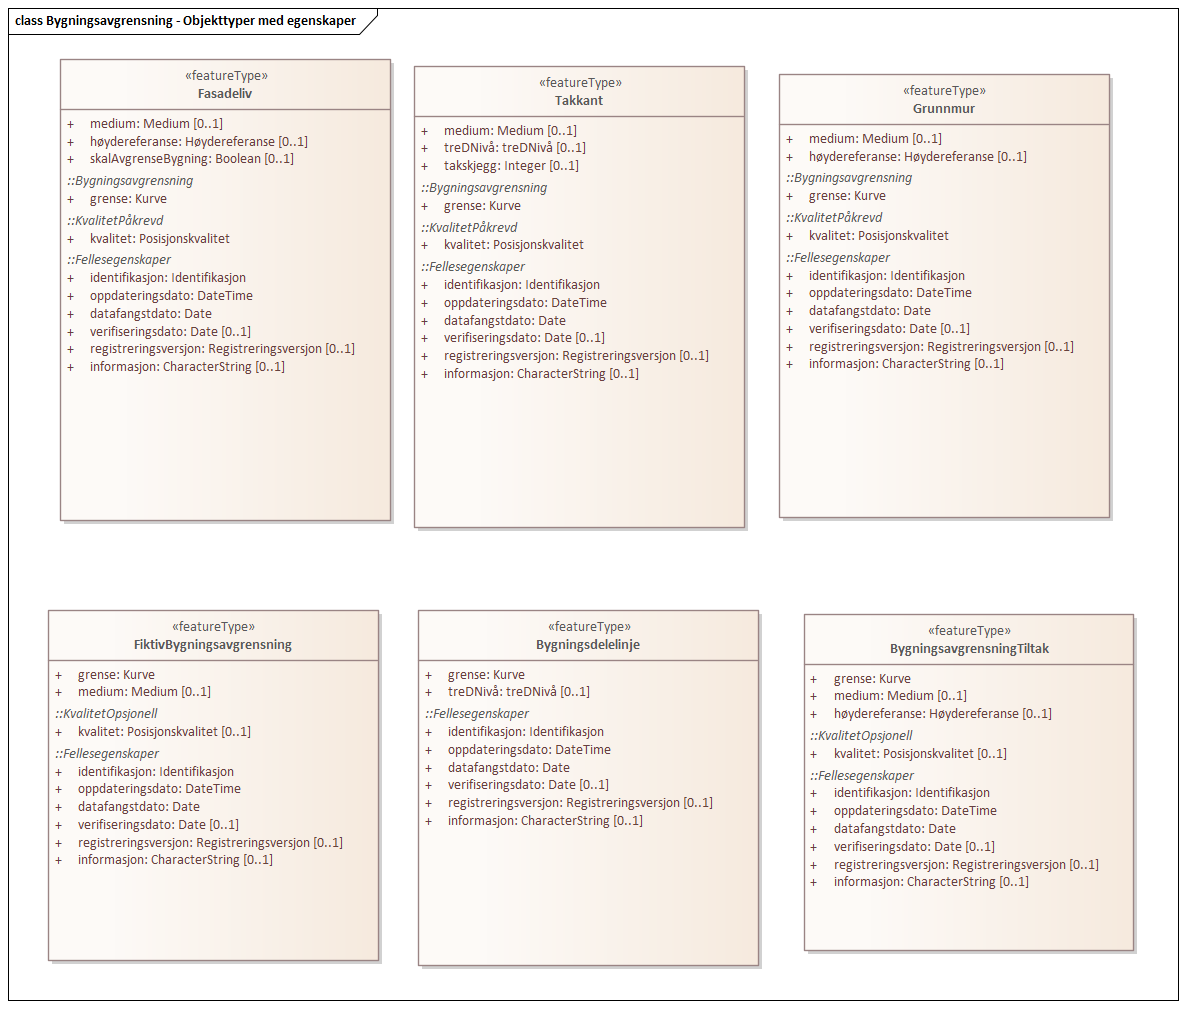 class Bygningsavgrensning - Objekttyper med egenskaper
«featureType»
Fasadeliv
+ medium: Medium [0..1]
+ høydereferanse: Høydereferanse [0..1]
+ skalAvgrenseBygning: Boolean [0..1]
::Bygningsavgrensning
+ grense: Kurve
::KvalitetPåkrevd
+ kvalitet: Posisjonskvalitet
::Fellesegenskaper
+ identifikasjon: Identifikasjon
+ oppdateringsdato: DateTime
+ datafangstdato: Date
+ verifiseringsdato: Date [0..1]
+ registreringsversjon: Registreringsversjon [0..1]
+ informasjon: CharacterString [0..1]
«featureType»
Takkant
+ medium: Medium [0..1]
+ treDNivå: treDNivå [0..1]
+ takskjegg: Integer [0..1]
::Bygningsavgrensning
+ grense: Kurve
::KvalitetPåkrevd
+ kvalitet: Posisjonskvalitet
::Fellesegenskaper
+ identifikasjon: Identifikasjon
+ oppdateringsdato: DateTime
+ datafangstdato: Date
+ verifiseringsdato: Date [0..1]
+ registreringsversjon: Registreringsversjon [0..1]
+ informasjon: CharacterString [0..1]
«featureType»
Grunnmur
+ medium: Medium [0..1]
+ høydereferanse: Høydereferanse [0..1]
::Bygningsavgrensning
+ grense: Kurve
::KvalitetPåkrevd
+ kvalitet: Posisjonskvalitet
::Fellesegenskaper
+ identifikasjon: Identifikasjon
+ oppdateringsdato: DateTime
+ datafangstdato: Date
+ verifiseringsdato: Date [0..1]
+ registreringsversjon: Registreringsversjon [0..1]
+ informasjon: CharacterString [0..1]
«featureType»
FiktivBygningsavgrensning
+ grense: Kurve
+ medium: Medium [0..1]
::KvalitetOpsjonell
+ kvalitet: Posisjonskvalitet [0..1]
::Fellesegenskaper
+ identifikasjon: Identifikasjon
+ oppdateringsdato: DateTime
+ datafangstdato: Date
+ verifiseringsdato: Date [0..1]
+ registreringsversjon: Registreringsversjon [0..1]
+ informasjon: CharacterString [0..1]
«featureType»
Bygningsdelelinje
+ grense: Kurve
+ treDNivå: treDNivå [0..1]
::Fellesegenskaper
+ identifikasjon: Identifikasjon
+ oppdateringsdato: DateTime
+ datafangstdato: Date
+ verifiseringsdato: Date [0..1]
+ registreringsversjon: Registreringsversjon [0..1]
+ informasjon: CharacterString [0..1]
«featureType»
BygningsavgrensningTiltak
+ grense: Kurve
+ medium: Medium [0..1]
+ høydereferanse: Høydereferanse [0..1]
::KvalitetOpsjonell
+ kvalitet: Posisjonskvalitet [0..1]
::Fellesegenskaper
+ identifikasjon: Identifikasjon
+ oppdateringsdato: DateTime
+ datafangstdato: Date
+ verifiseringsdato: Date [0..1]
+ registreringsversjon: Registreringsversjon [0..1]
+ informasjon: CharacterString [0..1]